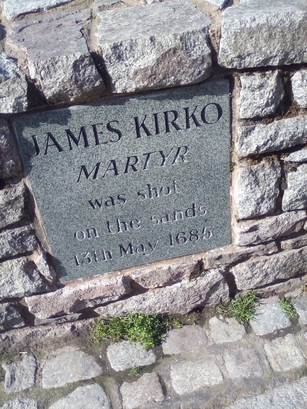 JAMES KIRKO
MARTYR
was shot
on the sands
13th May 1685